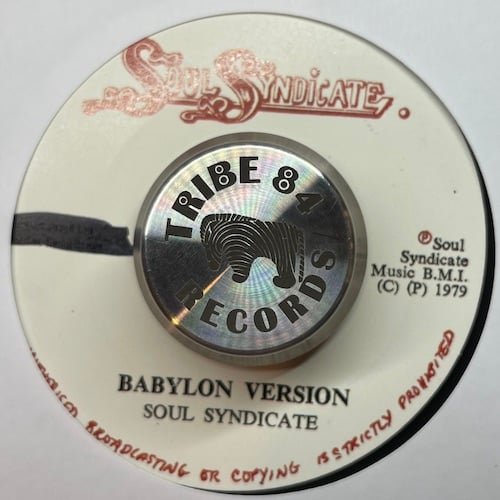 SOUL SYNDICATE
TRIBE 84
RECORDS
℗ Soul
Syndicate
Music B.M.I.
(C) (P) 1979
BABYLON VERSION
SOUL SYNDICATE
BROADCASTING OR COPYING IS STRICTLY PROHIBITED